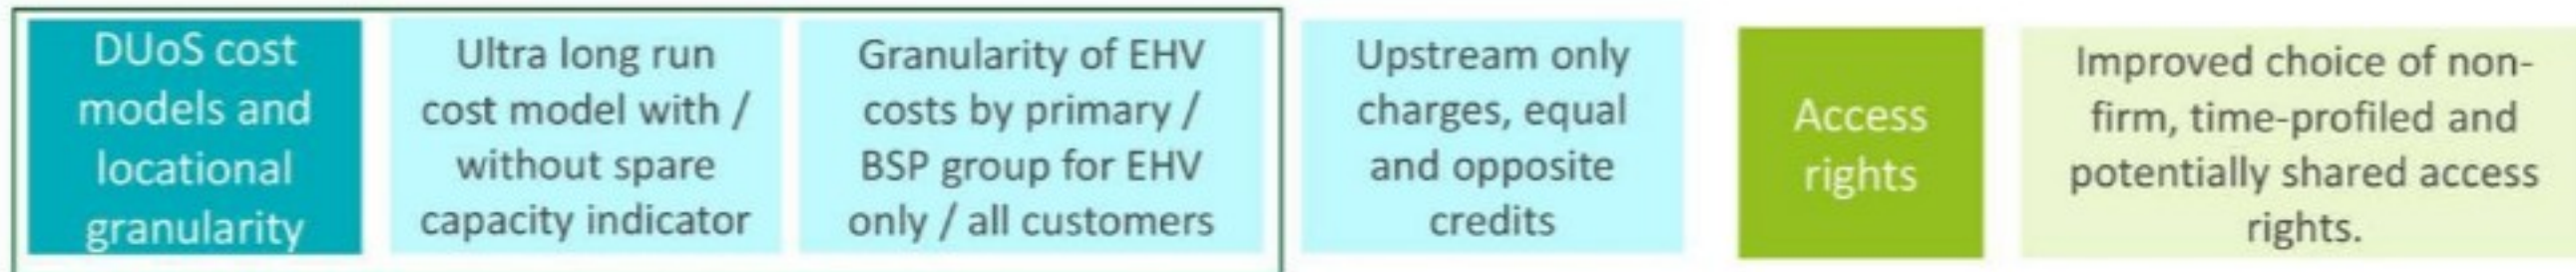 DUoS cost
models and
locational
granularity
Ultra long run
cost model with /
without spare
capacity indicator
Granularity of EHV
costs by primary /
BSP group for EHV
only / all customers
Upstream only
charges, equal
and opposite
credits
Access
rights
Improved choice of non-
firm, time-profiled and
potentially shared access
rights.